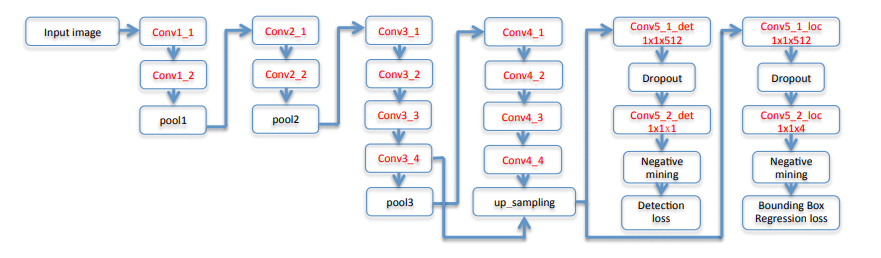 Input image
Conv1_1
Conv1_2
pool1
Conv2_1
Conv2_2
pool2
Conv3_1
Conv3_2
Conv3_3
Conv3_4
pool3
Conv4_1
Conv4_2
Conv4_3
Conv4_4
up_sampling
Conv5_1_det
1x1x512
Dropout
Conv5_2_det
1x1x1
Negative
mining
Detection
loss
Conv5_1_loc
1x1x512
Dropout
Conv5_2_loc
1x1x4
Negative
mining
Bounding Box
Regression loss